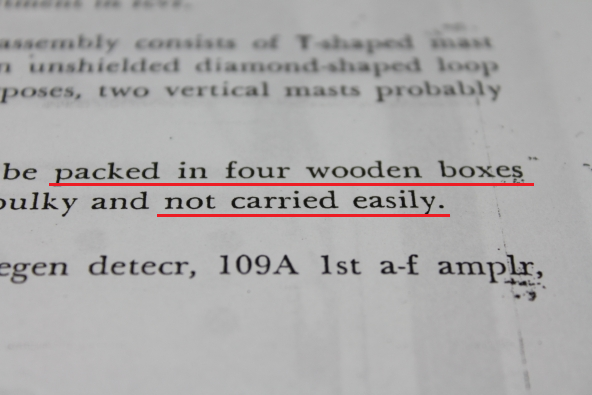 assembly consists of T-shaped mast
n unshielded diamond-shaped loop
poses, two vertical masts probably
be packed in four wooden boxes
bulky and not carried easily.
egen detecr, 109A 1st a-f amplr,